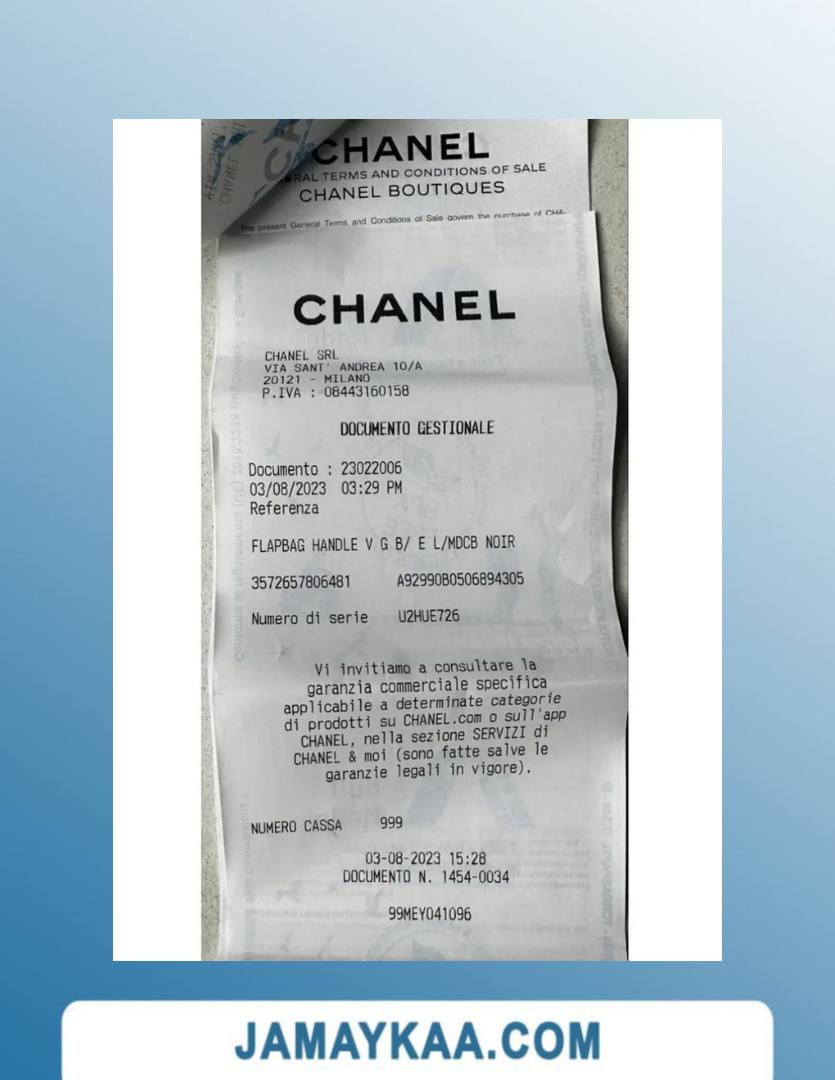 CHANEL
RAL TERMS AND CONDITIONS OF SALE
CHANEL BOUTIQUES
The present General Terms and Conditions of Sale govern the purchase of CHA-
CHANEL
CHANEL SRL
VIA SANT' ANDREA 10/A
20121 - MILANO
P.IVA : 08443160158
DOCUMENTO GESTIONALE
Documento : 23022006
03/08/2023 03:29 PM
Referenza
FLAPBAG HANDLE V G B/ E L/MDCB NOIR
3572657806481 A92990B0506894305
Numero di serie U2HUE726
Vi invitiamo a consultare la
garanzia commerciale specifica
applicabile a determinate categorie
di prodotti su CHANEL.com o sull'app
CHANEL, nella sezione SERVIZI di
CHANEL & moi (sono fatte salve le
garanzie legali in vigore).
NUMERO CASSA 999
03-08-2023 15:28
DOCUMENTO N. 1454-0034
99MEY041096
JAMAYKAA.COM